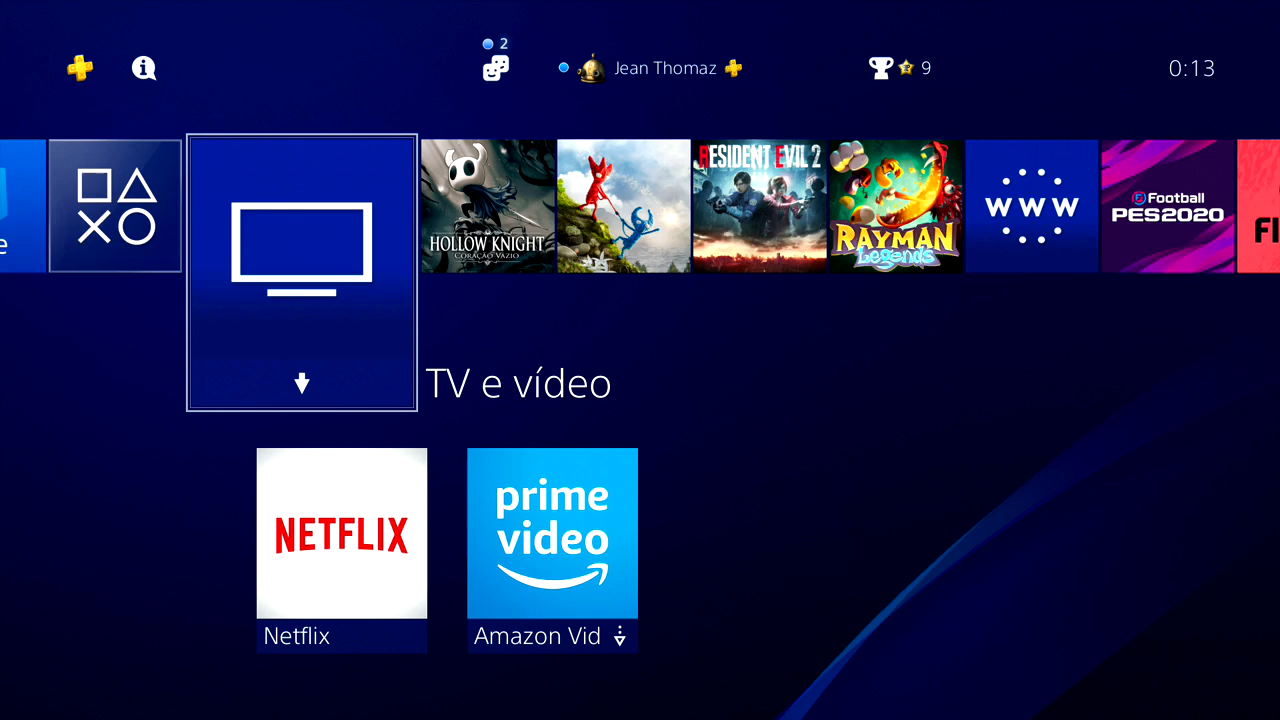 2
Jean Thomaz
9
0:13
e
HOLLOW KNIGHT
CORAÇÃO VAZIO
RESIDENT EVIL 2
RAYMAN
Legends
WWW
eFootball
PES2020
FI
TV e vídeo
NETFLIX
prime
video
Netflix
Amazon Vid